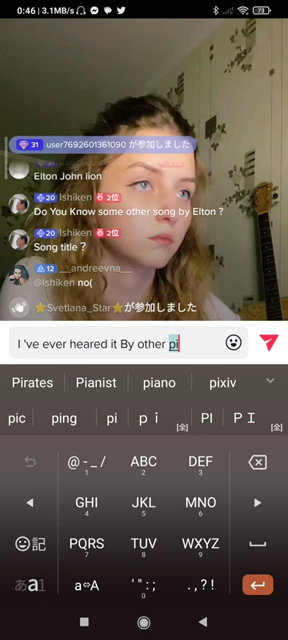 0:46 | 3.1MB/s
73
31 user7692601361090 が参加しました
Elton John lion
20 Ishiken 2位
Do You Know some other song by Elton ?
20 Ishiken 2位
Song title ?
12 __andreevna__
@Ishiken no(
⭐Svetlana_Star⭐が参加しました
I 've ever heared it By other pi
Pirates Pianist piano pixiv
pic ping pi ｐｉ [全] PI ＰＩ [全]
@-_/ 1 ABC 2 DEF 3
GHI 4 JKL 5 MNO 6
記 PQRS 7 TUV 8 WXYZ 9
あa1 a⇔A '":; 0 .,?!